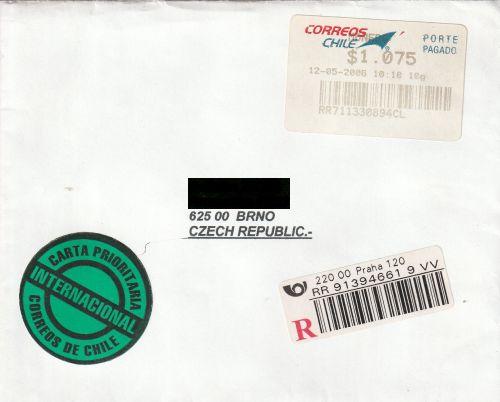 CORREOS
CHILE
PORTE
PAGADO
$1.075
12-05-2006 10:10 10g
RR711330894CL
625 00 BRNO
CZECH REPUBLIC.-
CARTA PRIORITARIA
INTERNACIONAL
CORREOS DE CHILE
220 00 Praha 120
RR 91394661 9 VV
R